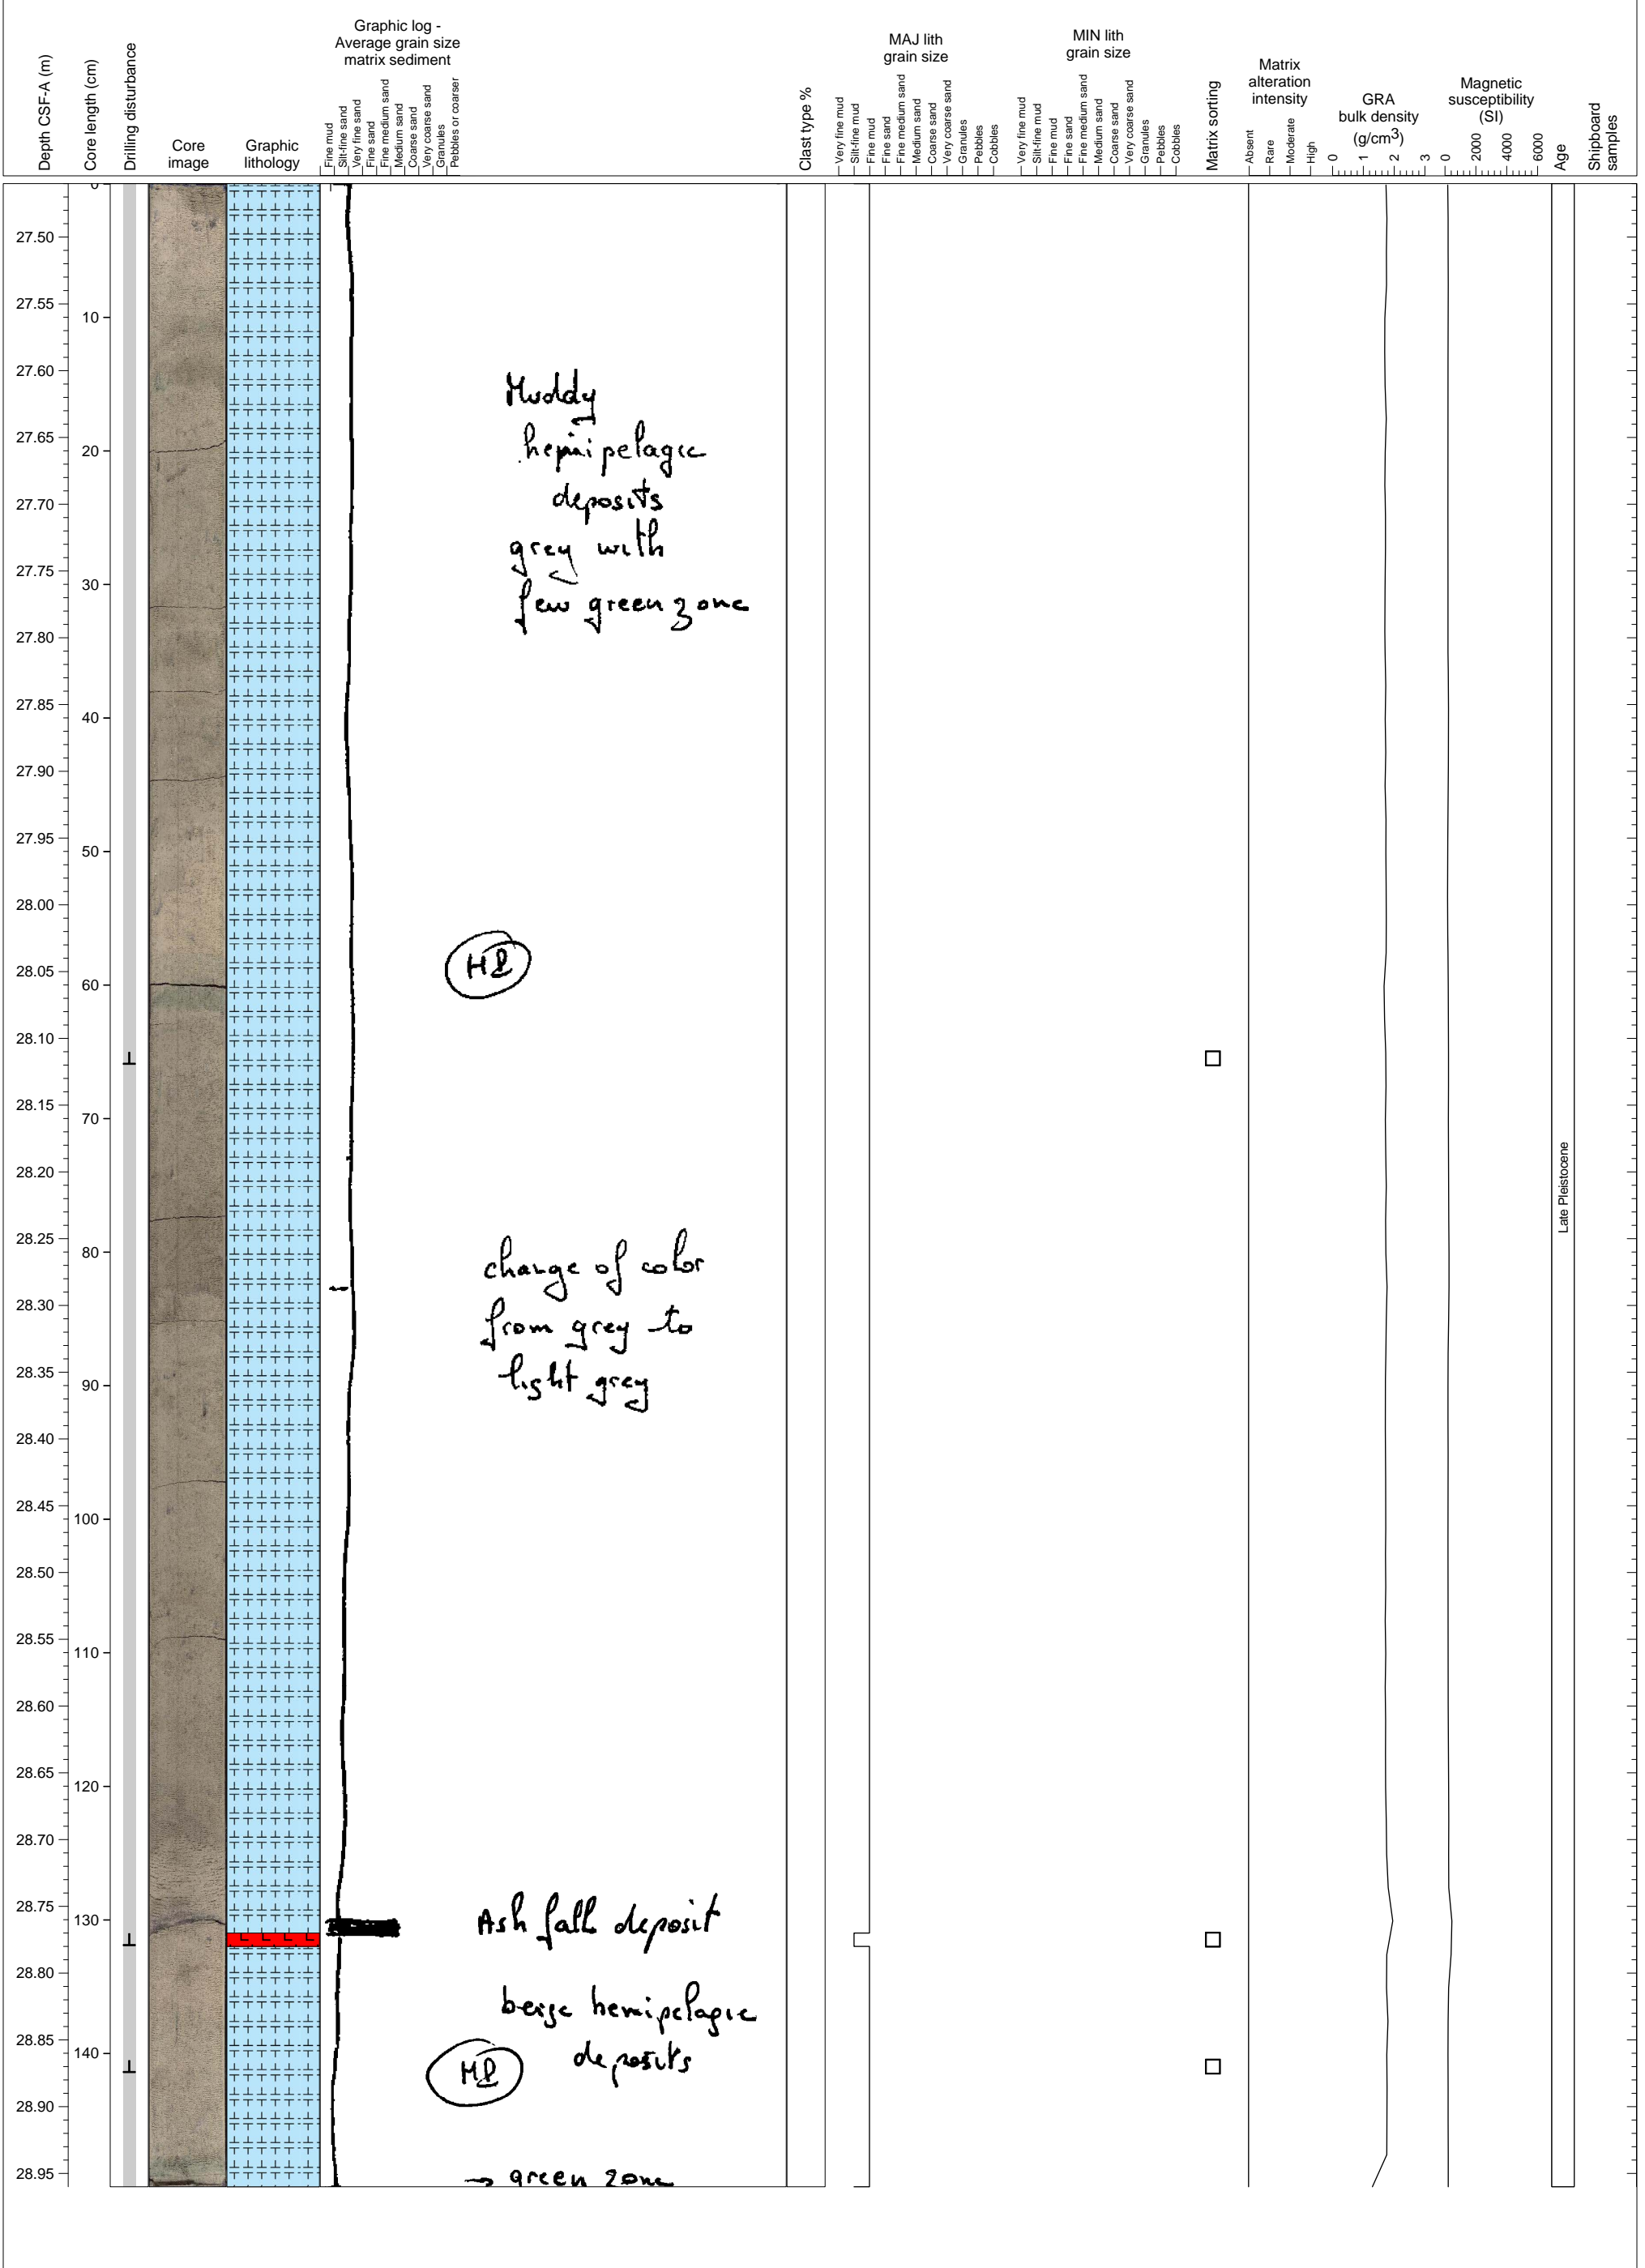 Depth CSF-A (m)
Core length (cm)
Drilling disturbance
Core
image
Graphic
lithology
Graphic log -
Average grain size
matrix sediment
Fine mud
Silt-fine sand
Very fine sand
Fine sand
Fine medium sand
Medium sand
Coarse sand
Very coarse sand
Granules
Pebbles or coarser
Clast type %
MAJ lith
grain size
Very fine mud
Silt-fine mud
Fine mud
Fine sand
Fine medium sand
Medium sand
Coarse sand
Very coarse sand
Granules
Pebbles
Cobbles
MIN lith
grain size
Very fine mud
Silt-fine mud
Fine mud
Fine sand
Fine medium sand
Medium sand
Coarse sand
Very coarse sand
Granules
Pebbles
Cobbles
Matrix sorting
Matrix
alteration
intensity
Absent
Rare
Moderate
High
GRA
bulk density
(g/cm3)
0 1 2 3
Magnetic
susceptibility
(SI)
0 2000 4000 6000
Age
Shipboard
samples
0
27.50
27.55
10
27.60
Muddy
27.65
20
hemipelagic
27.70
deposits
27.75
grey with
30
few green zone
27.80
27.85
40
27.90
27.95
50
28.00
28.05
HP
60
28.10
28.15
70
28.20
Late Pleistocene
28.25
80
change of color
28.30
from grey to
28.35
light grey
90
28.40
28.45
100
28.50
28.55
110
28.60
28.65
120
28.70
28.75
130
Ash fall deposit
28.80
beige hemipelagic
28.85
140
deposits
HP
28.90
28.95
→ green zone